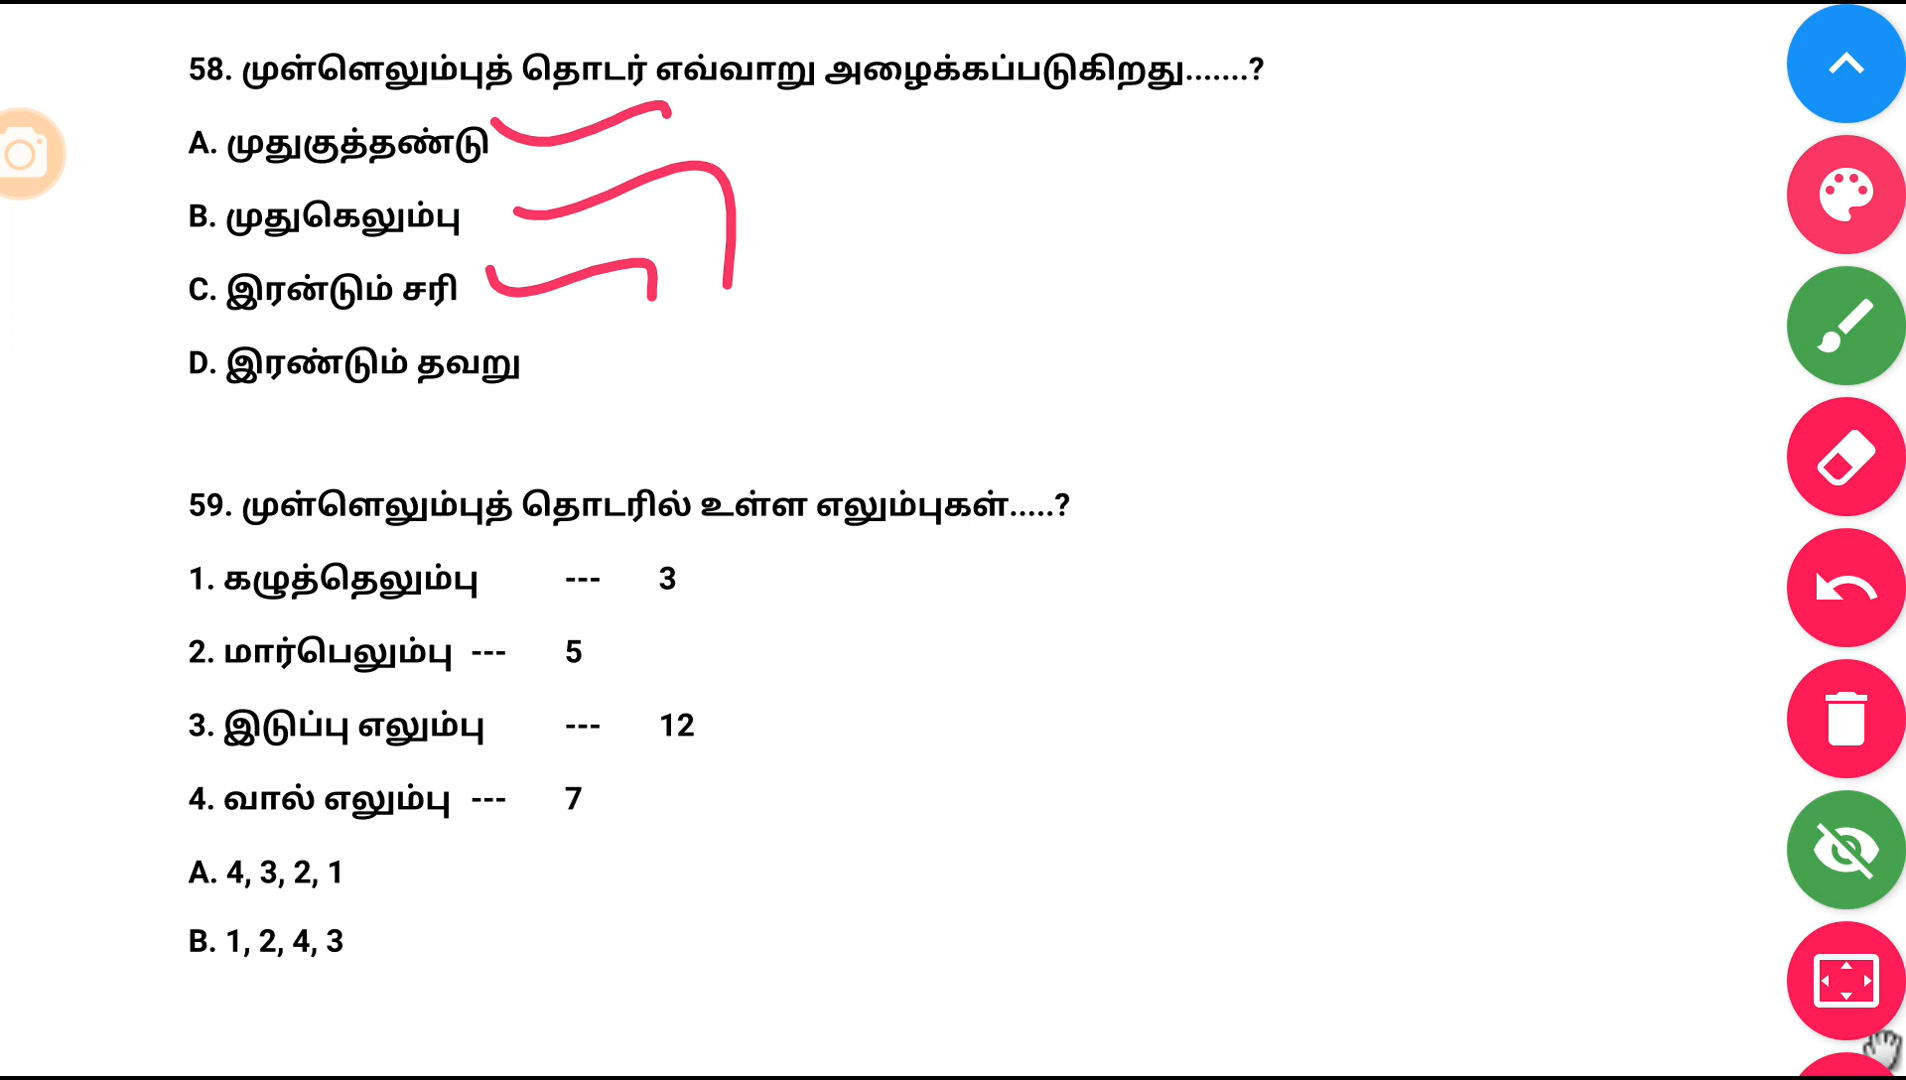 58. முள்ளெலும்புத் தொடர் எவ்வாறு அழைக்கப்படுகிறது.......?
A. முதுகுத்தண்டு
B. முதுகெலும்பு
C. இரன்டும் சரி
D. இரண்டும் தவறு
59. முள்ளெலும்புத் தொடரில் உள்ள எலும்புகள்.....?
1. கழுத்தெலும்பு --- 3
2. மார்பெலும்பு --- 5
3. இடுப்பு எலும்பு --- 12
4. வால் எலும்பு --- 7
A. 4, 3, 2, 1
B. 1, 2, 4, 3